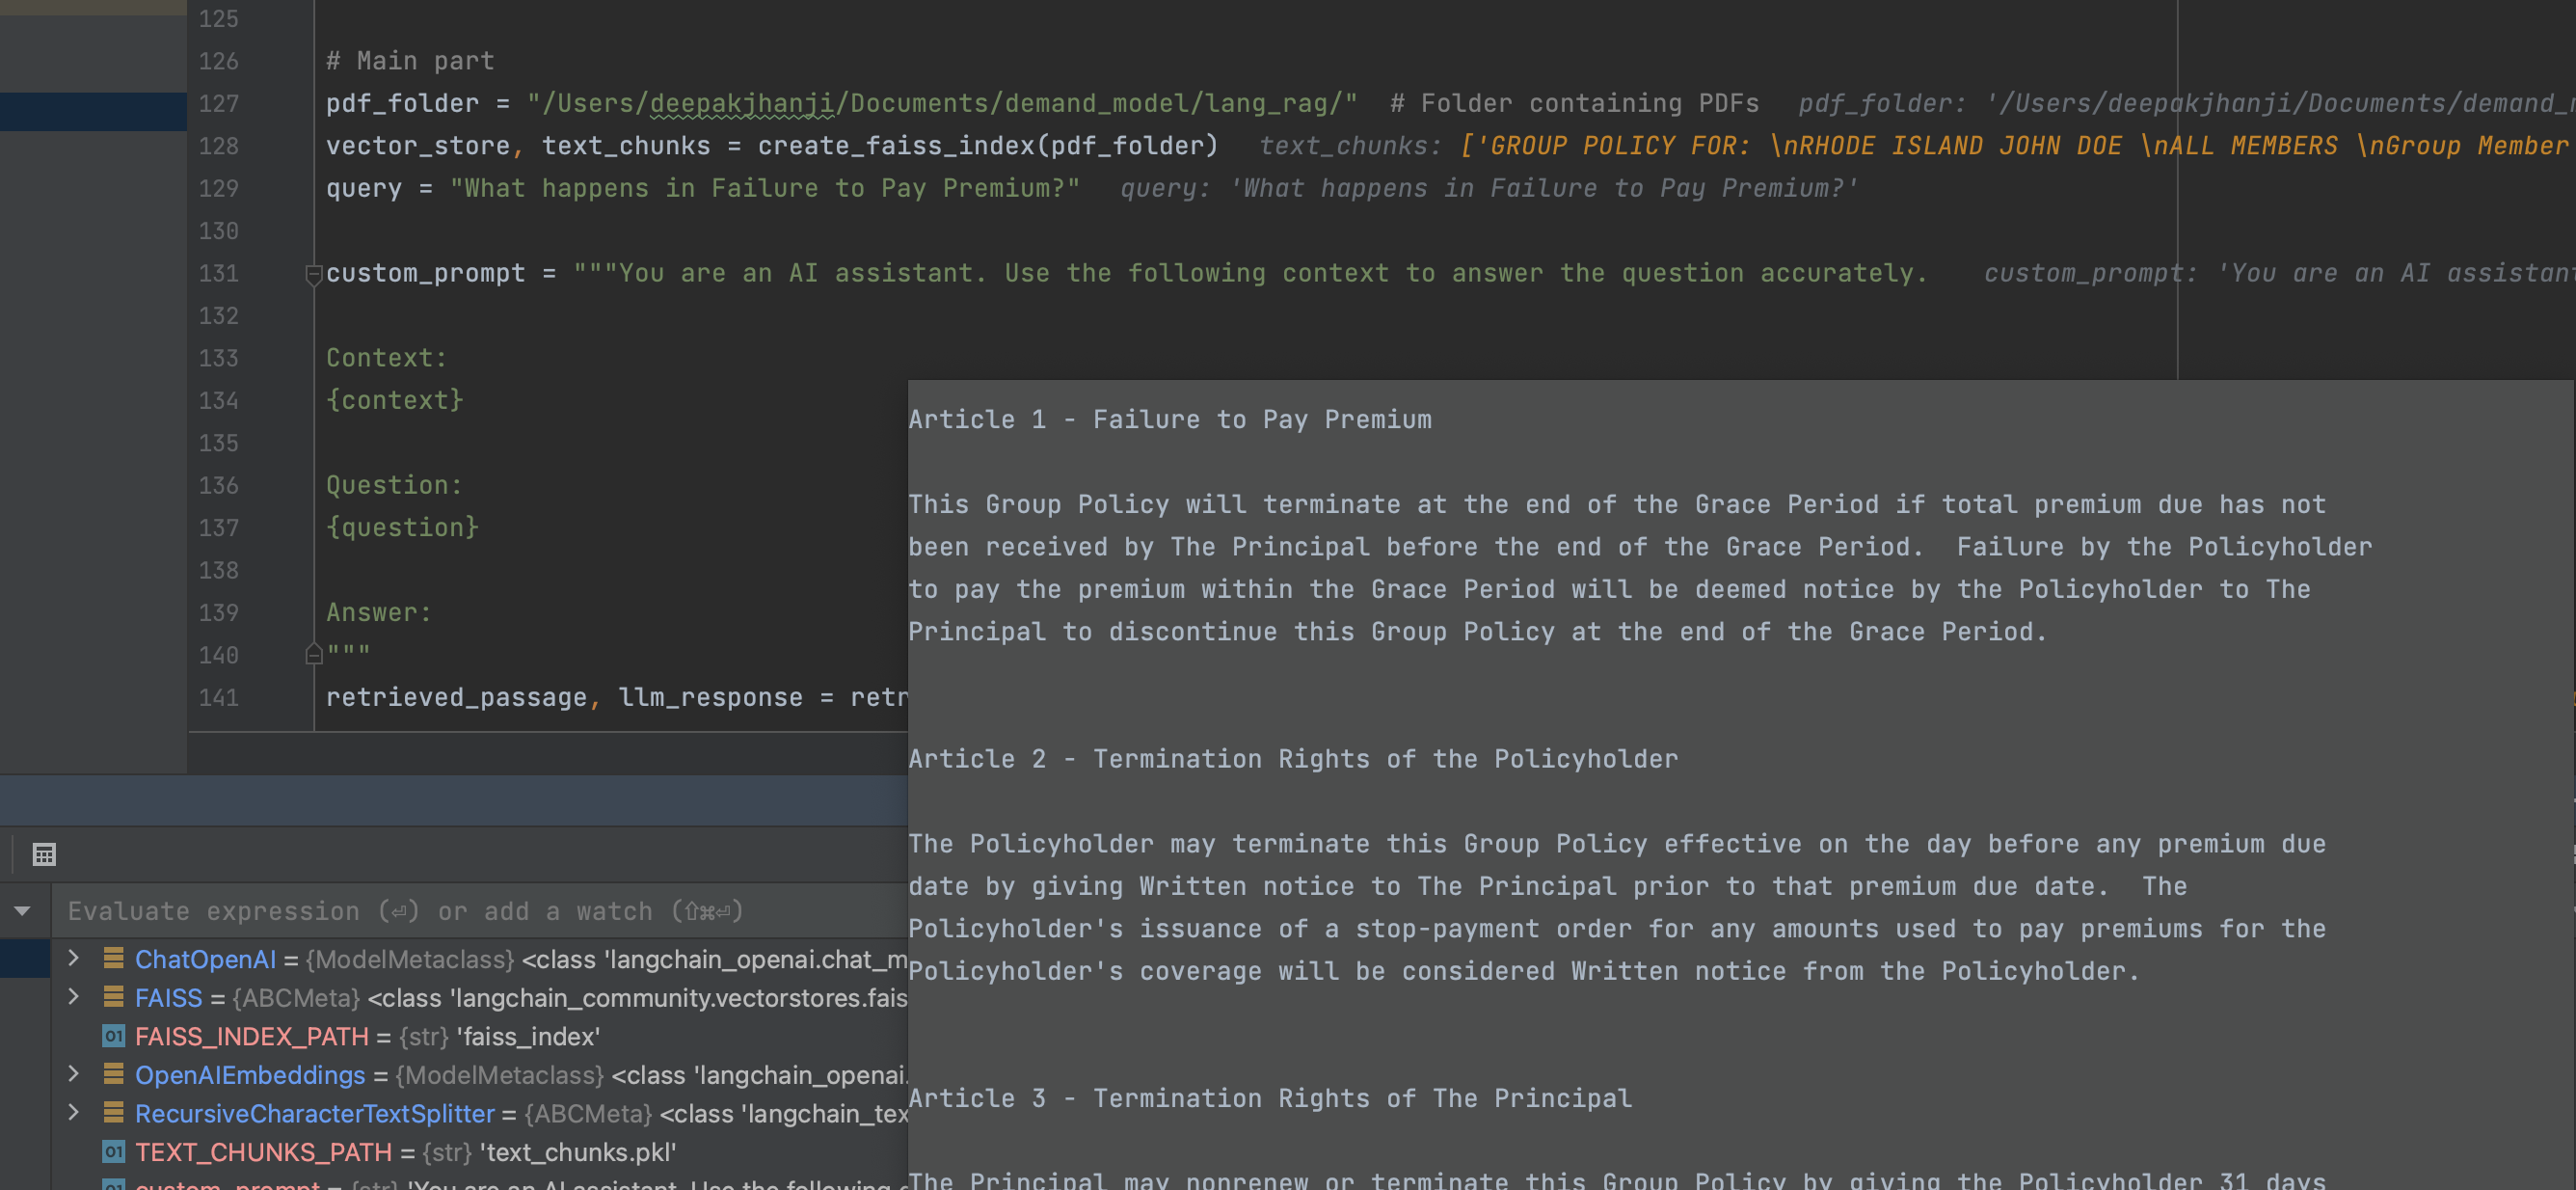 125
126 # Main part
127 pdf_folder = "/Users/deepakjhanji/Documents/demand_model/lang_rag/"  # Folder containing PDFs   pdf_folder: '/Users/deepakjhanji/Documents/demand_
128 vector_store, text_chunks = create_faiss_index(pdf_folder)   text_chunks: ['GROUP POLICY FOR: \nRHODE ISLAND JOHN DOE \nALL MEMBERS \nGroup Member
129 query = "What happens in Failure to Pay Premium?"   query: 'What happens in Failure to Pay Premium?'
130
131 custom_prompt = """You are an AI assistant. Use the following context to answer the question accurately.   custom_prompt: 'You are an AI assistant
132
133 Context:
134 {context}
135
136 Question:
137 {question}
138
139 Answer:
140 """
141 retrieved_passage, llm_response = retr
Article 1 - Failure to Pay Premium
This Group Policy will terminate at the end of the Grace Period if total premium due has not
been received by The Principal before the end of the Grace Period.  Failure by the Policyholder
to pay the premium within the Grace Period will be deemed notice by the Policyholder to The
Principal to discontinue this Group Policy at the end of the Grace Period.
Article 2 - Termination Rights of the Policyholder
The Policyholder may terminate this Group Policy effective on the day before any premium due
date by giving Written notice to The Principal prior to that premium due date.  The
Policyholder's issuance of a stop-payment order for any amounts used to pay premiums for the
Policyholder's coverage will be considered Written notice from the Policyholder.
Article 3 - Termination Rights of The Principal
The Principal may nonrenew or terminate this Group Policy by giving the Policyholder 31 days
Evaluate expression (⏎) or add a watch (⇧⌘⏎)
ChatOpenAI = {ModelMetaclass} <class 'langchain_openai.chat_m
FAISS = {ABCMeta} <class 'langchain_community.vectorstores.fais
01 FAISS_INDEX_PATH = {str} 'faiss_index'
OpenAIEmbeddings = {ModelMetaclass} <class 'langchain_openai.
RecursiveCharacterTextSplitter = {ABCMeta} <class 'langchain_tex
01 TEXT_CHUNKS_PATH = {str} 'text_chunks.pkl'
01 custom_prompt = {str} 'You are an AI assistant. Use the following